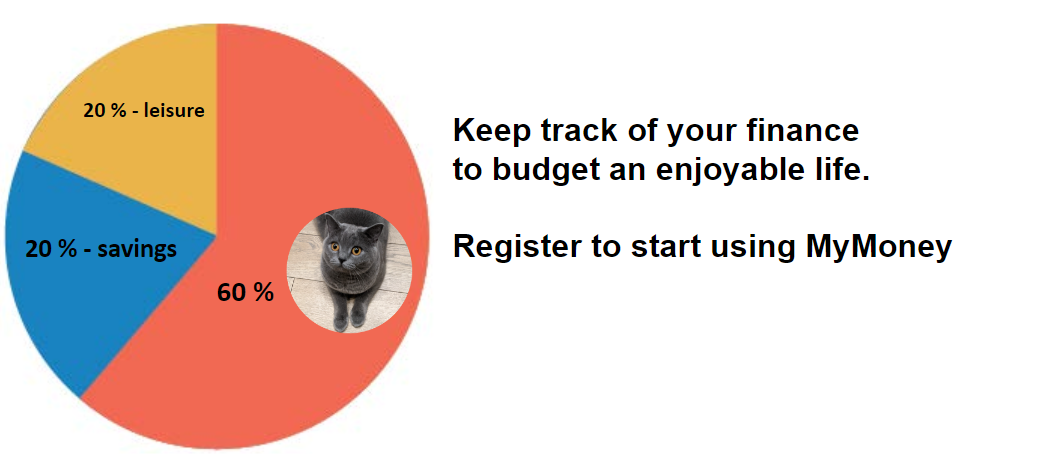 20 % - leisure
Keep track of your finance
to budget an enjoyable life.
20 % - savings
Register to start using MyMoney
60 %